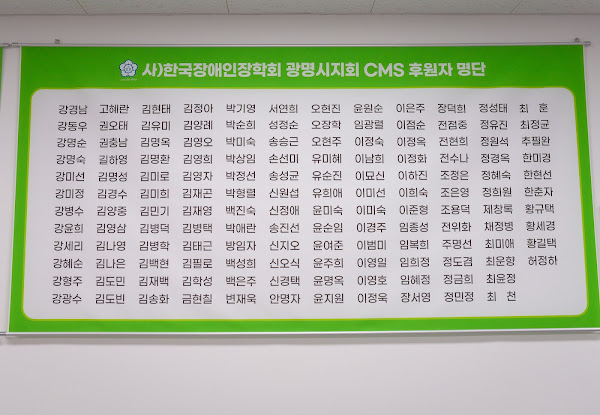 사)한국장애인장학회 광명시지회 CMS 후원자 명단
강경남 고혜란 김현태 김정아 박기영 서연희 오현진 윤원순 이은주 장덕희 정성태 최 훈
강동우 권오태 김유미 김양례 박순희 성정순 오장학 임광렬 이점순 전점중 정유진 최정균
강명순 권충남 김명옥 김영오 박미숙 송승근 오현주 이정숙 이정옥 전현희 정원석 추필완
강명숙 길하영 김명환 김영희 박상임 손선미 유미혜 이남희 이정화 전수나 정경옥 한미경
강미선 김명성 김미로 김영자 박정선 송성균 유순진 이묘신 이하진 조정은 정혜숙 한현선
강미정 김경수 김미희 김재곤 박형렬 신원섭 유희애 이미선 이희숙 조은영 정희원 한춘자
강병수 김양중 김민기 김재영 백진숙 신정애 윤미숙 이미숙 이준형 조용덕 제창록 황규택
강윤희 김영삼 김병덕 김병택 박애란 송진선 윤순임 이경주 임종성 전위화 채정병 황세경
강세리 김나영 김병학 김태근 방임자 신지오 윤여준 이범미 임복희 주명선 최미애 황길택
강혜순 김나은 김백현 김필로 백성희 신오식 윤주희 이영일 임희정 정도겸 최운항 허정하
강형주 김도민 김재백 김학성 백은주 신경택 윤명옥 이영호 임혜정 정금희 최윤정
강광수 김도빈 김송화 금현칠 변재욱 안명자 윤지원 이정욱 장서영 정민정 최 천